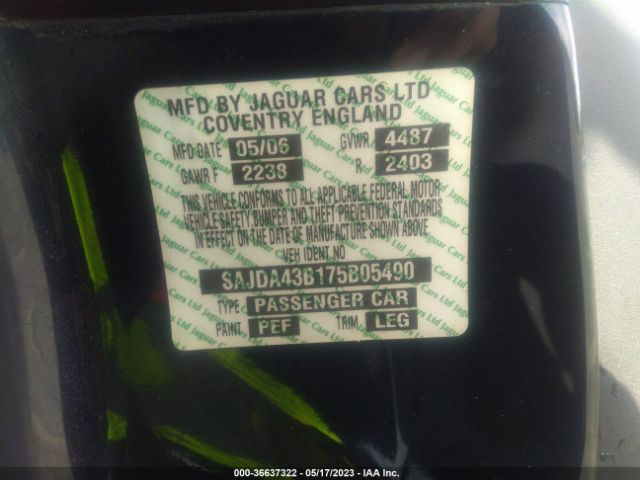 MFD BY JAGUAR CARS LTD
COVENTRY ENGLAND
MFD DATE 05/06 GVWR 4487
GAWR F 2238 R 2403
THIS VEHICLE CONFORMS TO ALL APPLICABLE FEDERAL MOTOR
VEHICLE SAFETY BUMPER AND THEFT PREVENTION STANDARDS
IN EFFECT ON THE DATE OF MANUFACTURE SHOWN ABOVE.
VEH IDENT NO
SAJDA43B175B05490
TYPE PASSENGER CAR
PAINT PEF TRIM LEG
000-36637322 — 05/17/2023 — IAA Inc.